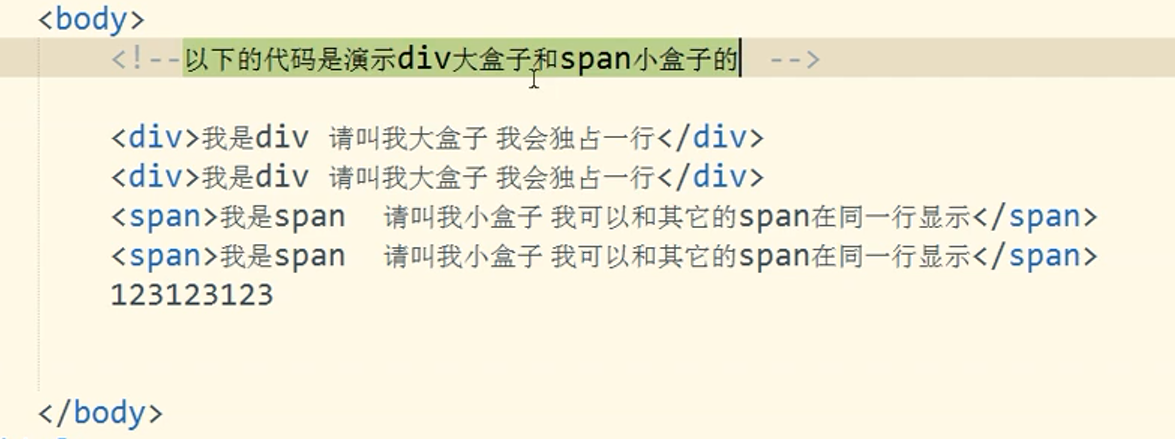 <body>
<!--以下的代码是演示div大盒子和span小盒子的 -->
<div>我是div 请叫我大盒子 我会独占一行</div>
<div>我是div 请叫我大盒子 我会独占一行</div>
<span>我是span  请叫我小盒子 我可以和其它的span在同一行显示</span>
<span>我是span  请叫我小盒子 我可以和其它的span在同一行显示</span>
123123123
</body>